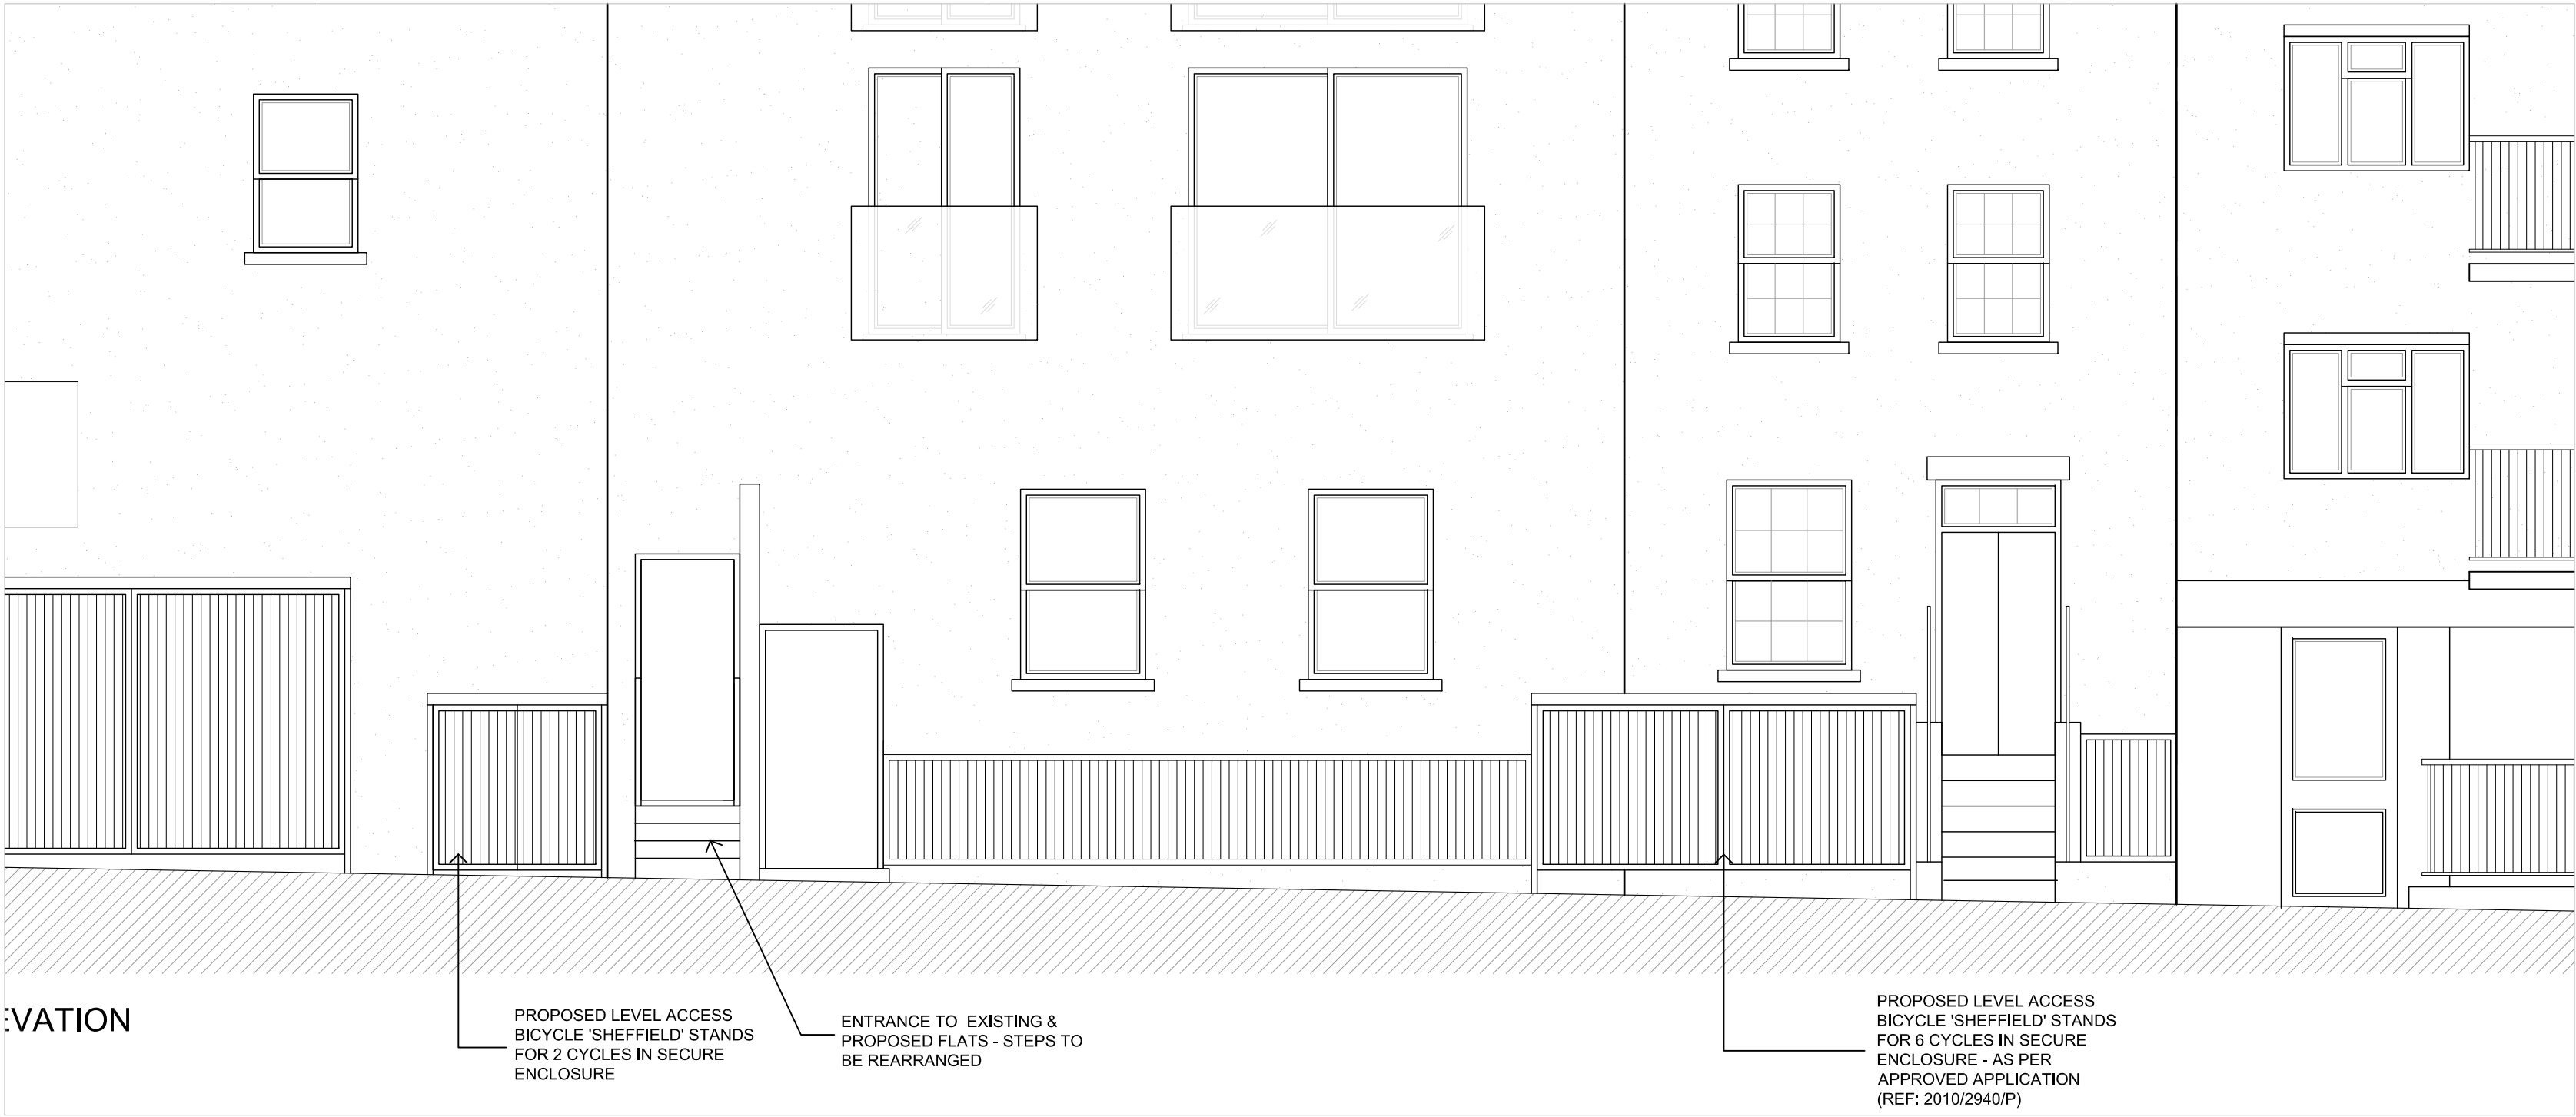 EVATION
PROPOSED LEVEL ACCESS
BICYCLE 'SHEFFIELD' STANDS
FOR 2 CYCLES IN SECURE
ENCLOSURE
ENTRANCE TO EXISTING &
PROPOSED FLATS - STEPS TO
BE REARRANGED
PROPOSED LEVEL ACCESS
BICYCLE 'SHEFFIELD' STANDS
FOR 6 CYCLES IN SECURE
ENCLOSURE - AS PER
APPROVED APPLICATION
(REF: 2010/2940/P)